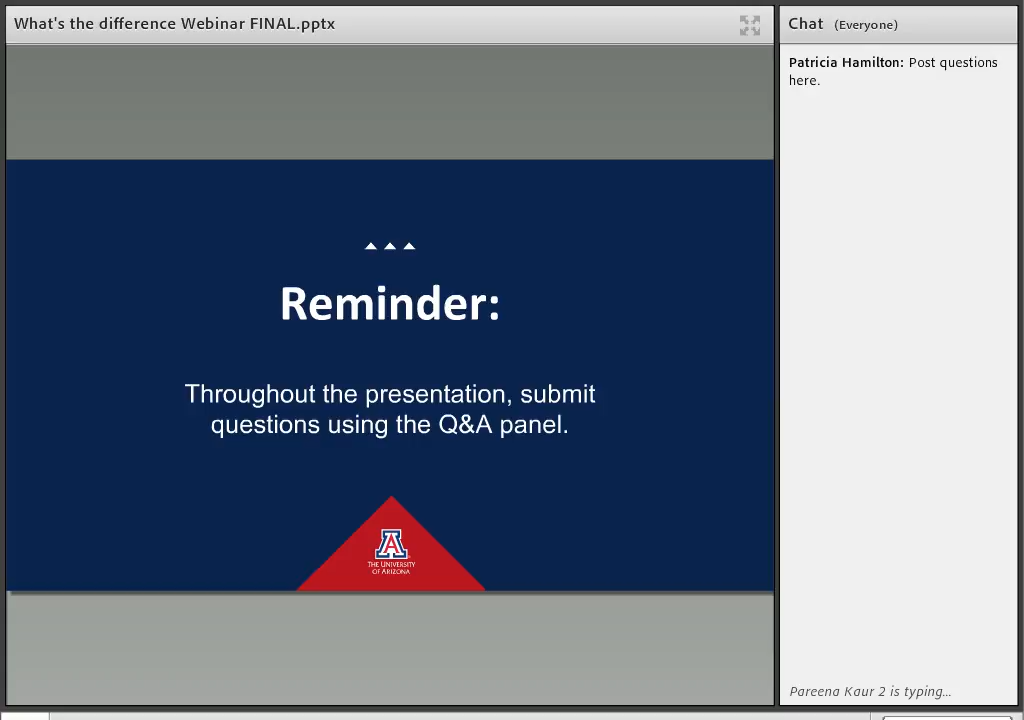 What's the difference Webinar FINAL.pptx
Chat (Everyone)
Patricia Hamilton: Post questions
here.
Reminder:
Throughout the presentation, submit
questions using the Q&A panel.
A
THE UNIVERSITY
OF ARIZONA
Pareena Kaur 2 is typing...